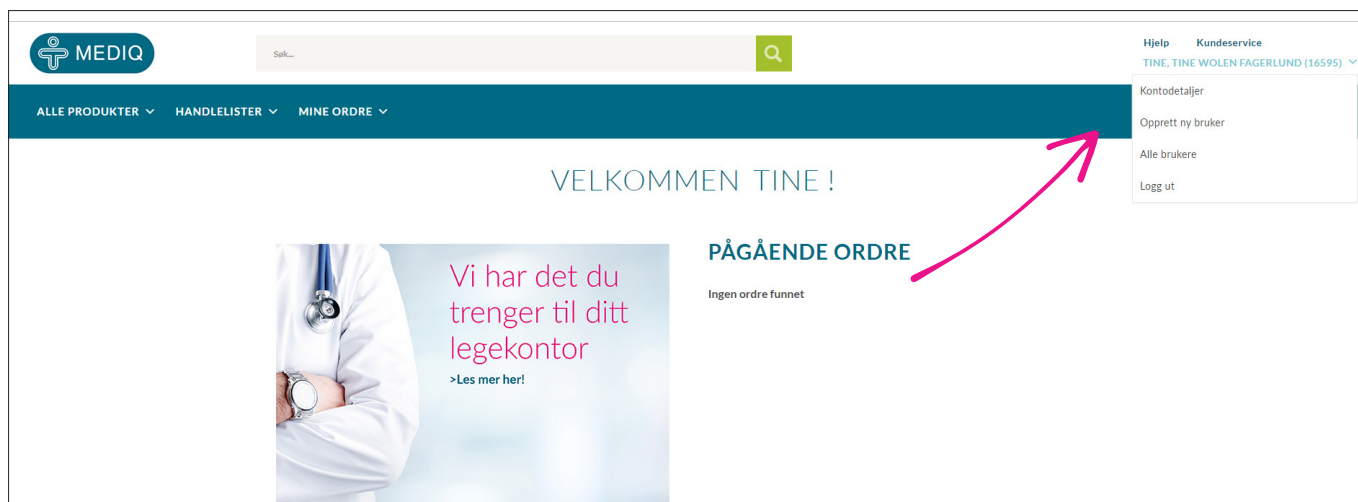 MEDIQ
Søk...
Hjelp Kundeservice
TINE, TINE WOLEN FAGERLUND (16595)
ALLE PRODUKTER HANDLELISTER MINE ORDRE
Kontodetaljer
Opprett ny bruker
Alle brukere
Logg ut
VELKOMMEN TINE !
Vi har det du
trenger til ditt
legekontor
>Les mer her!
PÅGÅENDE ORDRE
Ingen ordre funnet